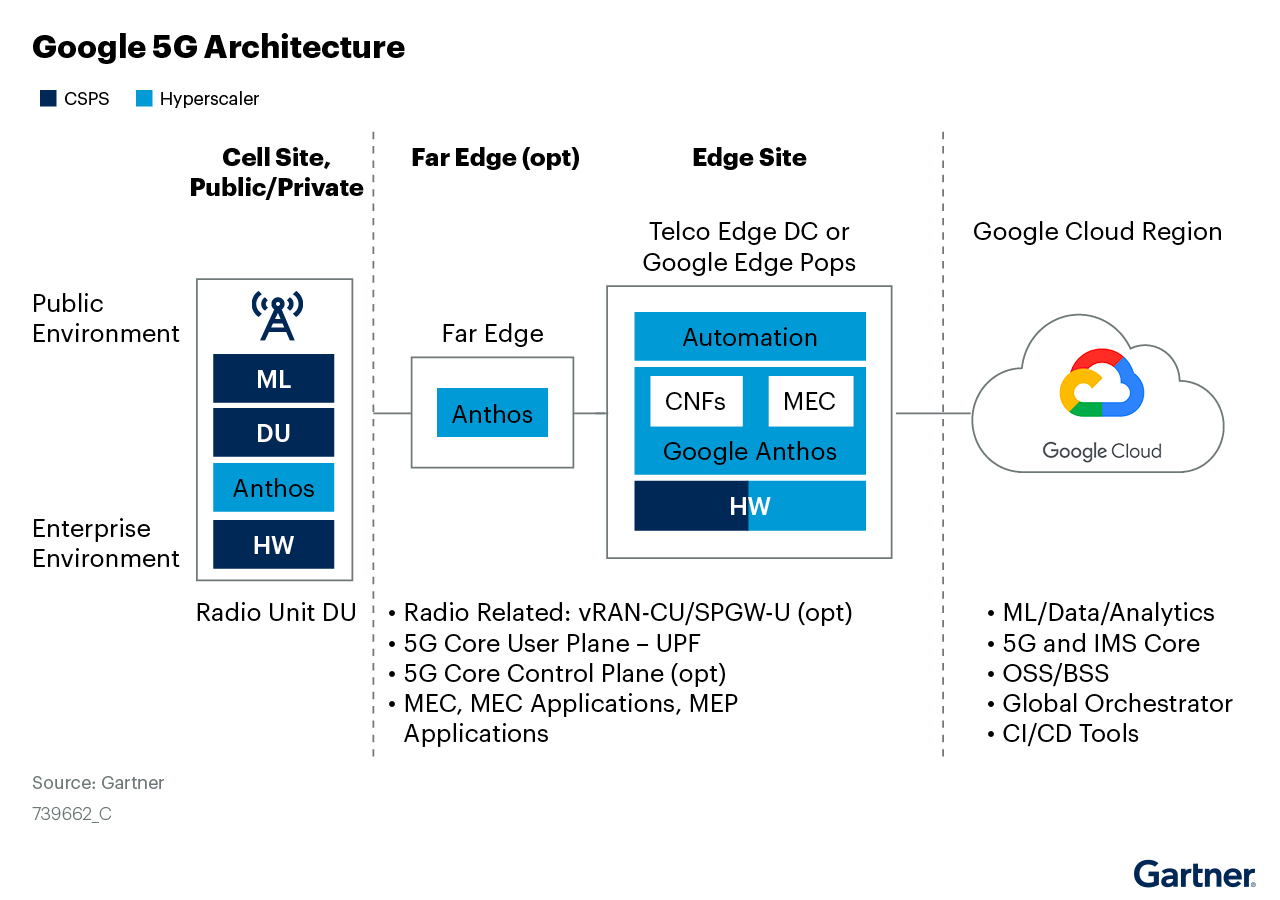 Google 5G Architecture
CSPS
Hyperscaler
Cell Site,
Public/Private
Far Edge (opt)
Edge Site
Telco Edge DC or
Google Edge Pops
Google Cloud Region
Public
Environment
Enterprise
Environment
ML
DU
Anthos
HW
Radio Unit DU
Far Edge
Anthos
Automation
CNFs
MEC
Google Anthos
HW
Google Cloud
• Radio Related: vRAN-CU/SPGW-U (opt)
• 5G Core User Plane – UPF
• 5G Core Control Plane (opt)
• MEC, MEC Applications, MEP
Applications
• ML/Data/Analytics
• 5G and IMS Core
• OSS/BSS
• Global Orchestrator
• CI/CD Tools
Source: Gartner
739662_C
Gartner®